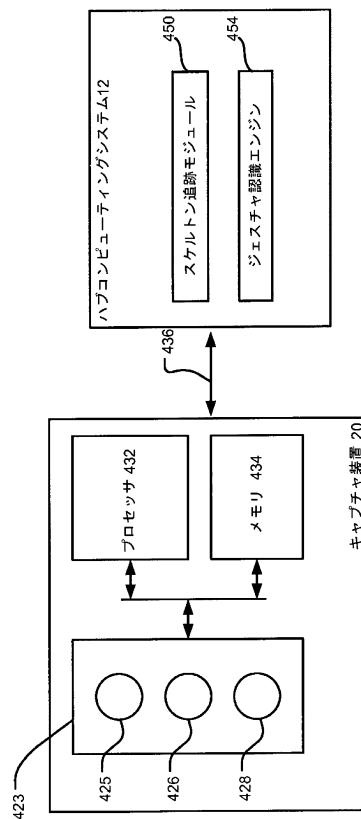 423
425
426
428
プロセッサ 432
メモリ 434
キャプチャ装置 20
436
ハブコンピューティングシステム12
スケルトン追跡モジュール
450
ジェスチャ認識エンジン
454